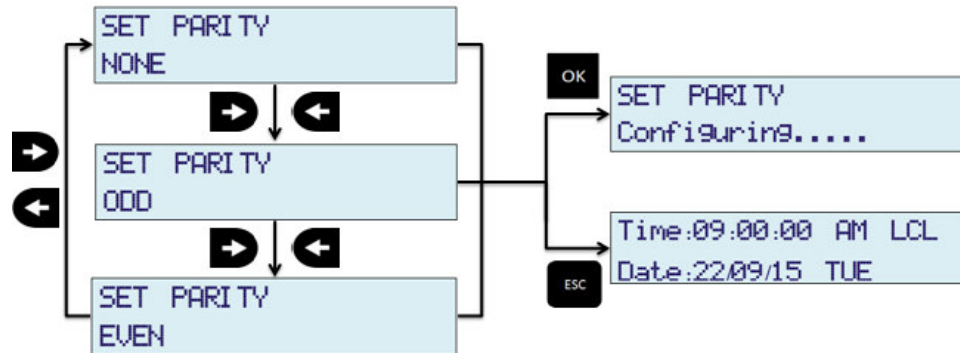 SET PARITY
NONE
SET PARITY
ODD
SET PARITY
EVEN
OK
SET PARITY
Configuring.....
Time:09:00:00 AM LCL
Date:22/09/15 TUE
ESC